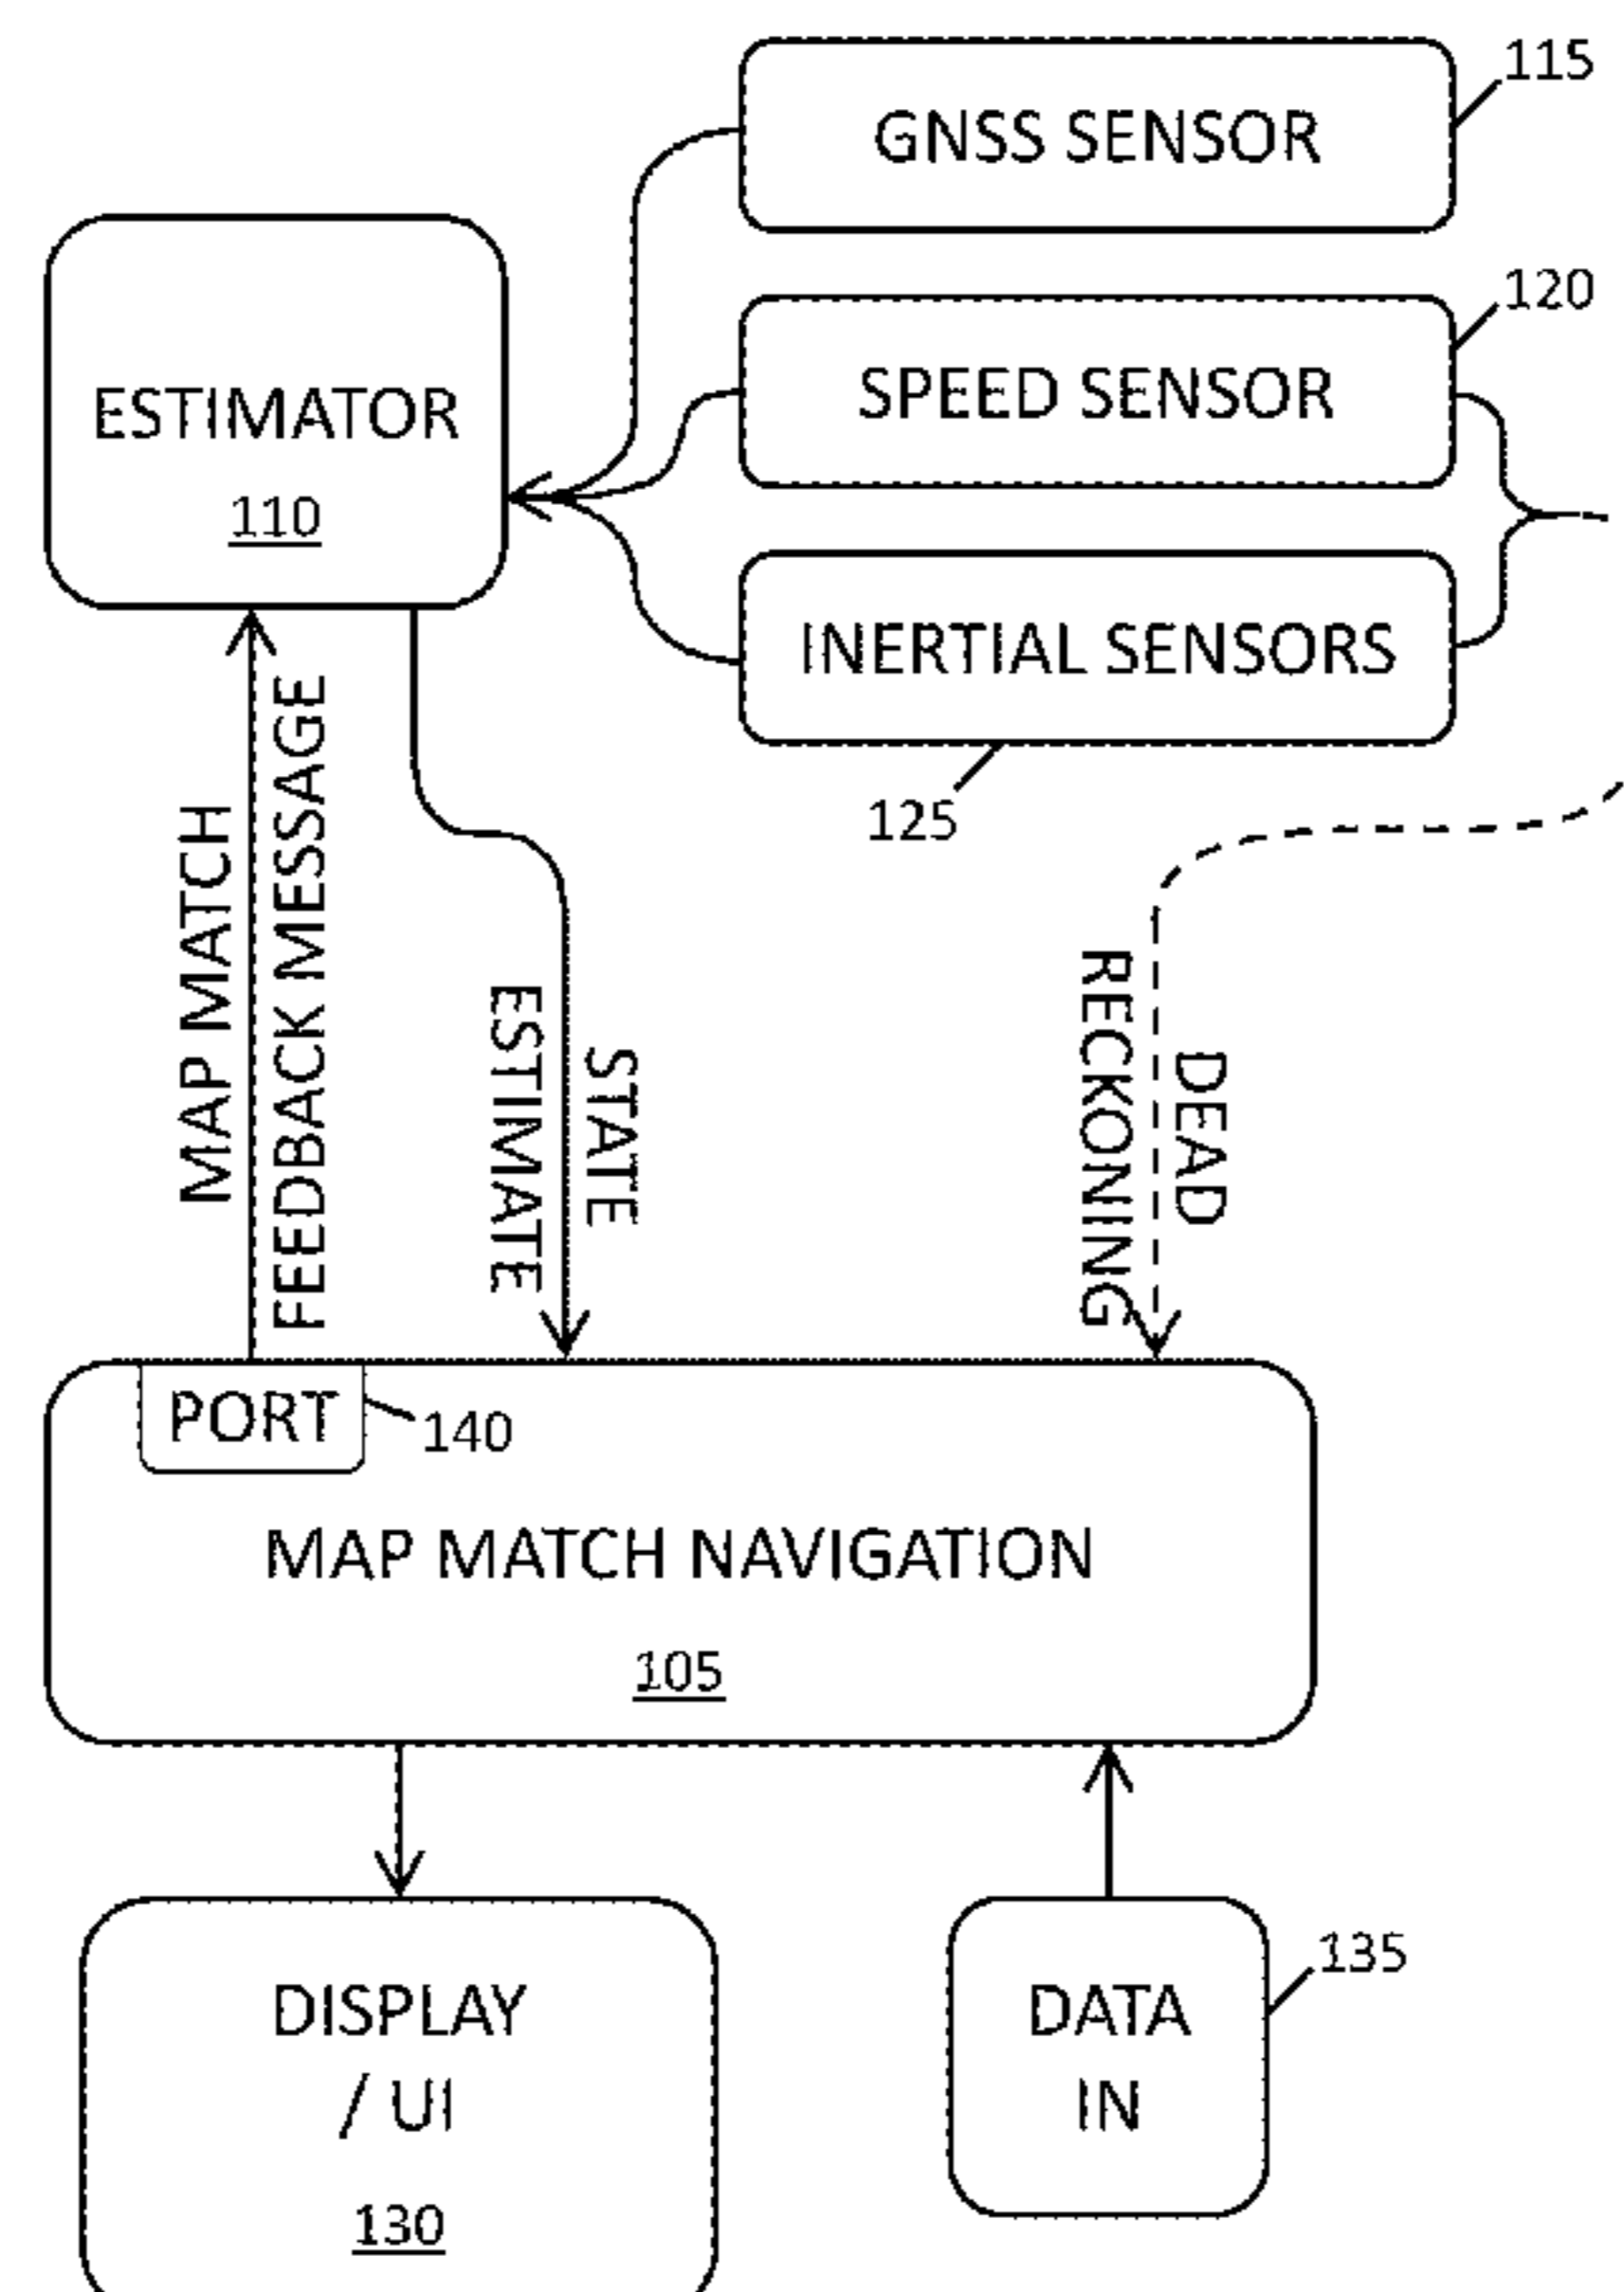 115
GNSS SENSOR
120
ESTIMATOR
110
SPEED SENSOR
INERTIAL SENSORS
125
MAP MATCH
FEEDBACK MESSAGE
STATE
ESTIMATE
DEAD
RECKONING
PORT
140
MAP MATCH NAVIGATION
105
DISPLAY
/ UI
130
DATA
IN
135